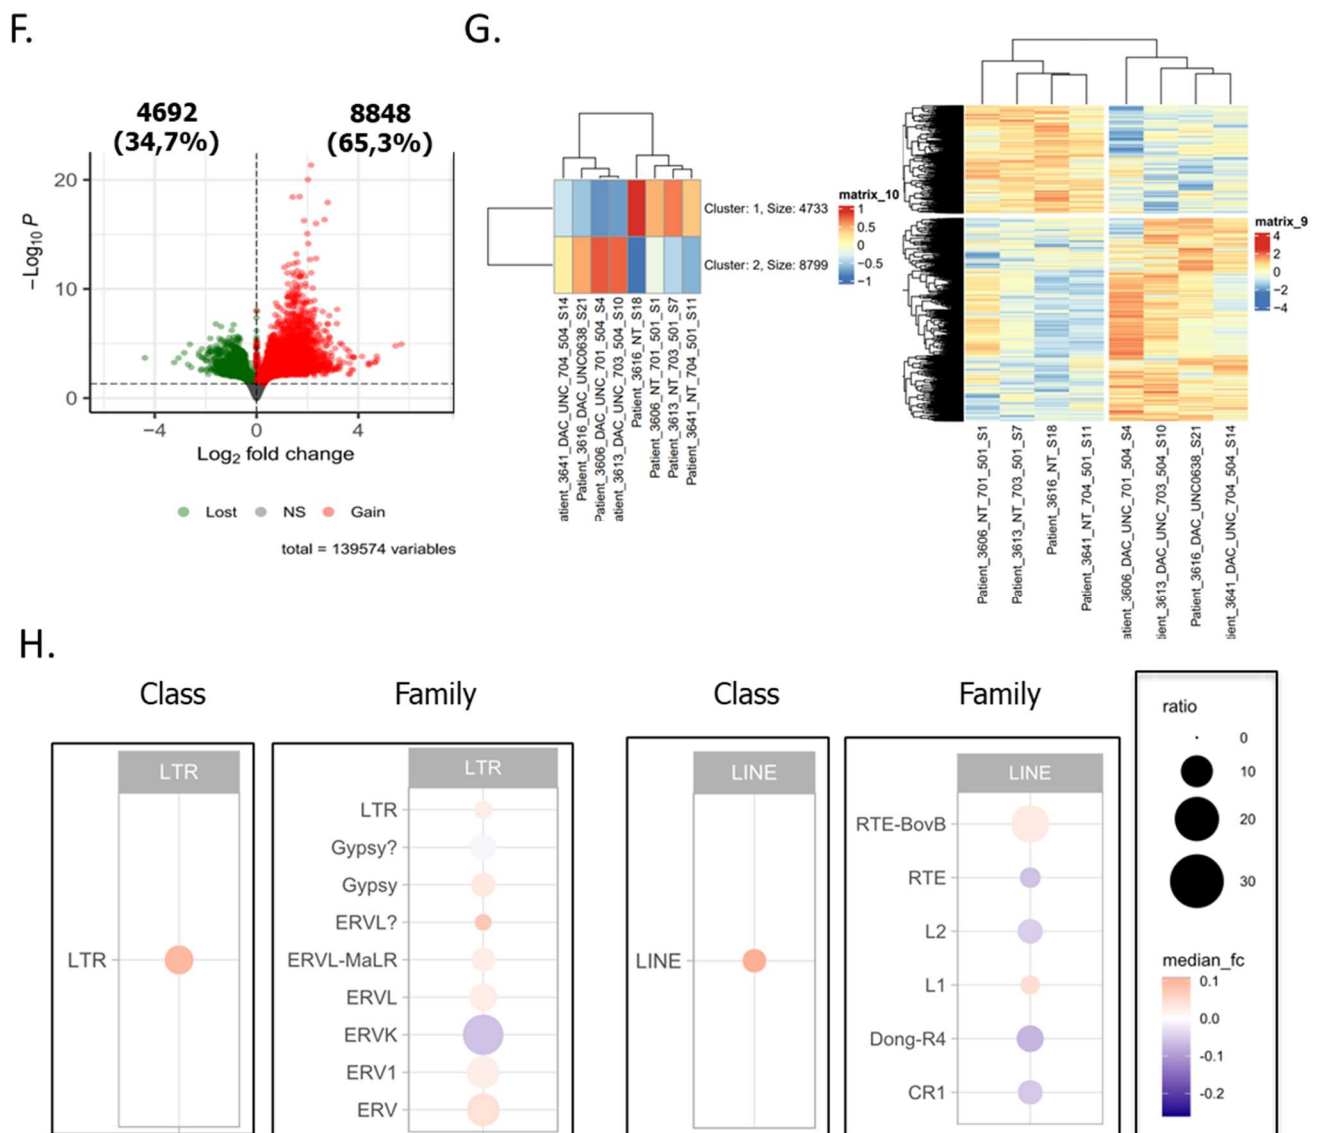 F.
G.
4692
(34,7%)
8848
(65,3%)
20
10
0
−Log10 P
−4
0
4
Log2 fold change
Lost
NS
Gain
total = 139574 variables
Cluster: 1, Size: 4733
Cluster: 2, Size: 8799
matrix_10
1
0.5
0
−0.5
−1
atient_3641_DAC_UNC_704_504_S14
Patient_3616_DAC_UNC0638_S21
Patient_3606_DAC_UNC_701_504_S4
atient_3613_DAC_UNC_703_504_S10
Patient_3616_NT_S18
Patient_3606_NT_701_501_S1
Patient_3613_NT_703_501_S7
Patient_3641_NT_704_501_S11
matrix_9
4
2
0
−2
−4
Patient_3606_NT_701_501_S1
Patient_3613_NT_703_501_S7
Patient_3616_NT_S18
Patient_3641_NT_704_501_S11
atient_3606_DAC_UNC_701_504_S4
tient_3613_DAC_UNC_703_504_S10
Patient_3616_DAC_UNC0638_S21
tient_3641_DAC_UNC_704_504_S14
H.
Class
Family
Class
Family
LTR
LTR
LTR
LTR
Gypsy?
Gypsy
ERVL?
ERVL-MaLR
ERVL
ERVK
ERV1
ERV
LINE
LINE
LINE
RTE-BovB
RTE
L2
L1
Dong-R4
CR1
ratio
0
10
20
30
median_fc
0.1
0.0
-0.1
-0.2